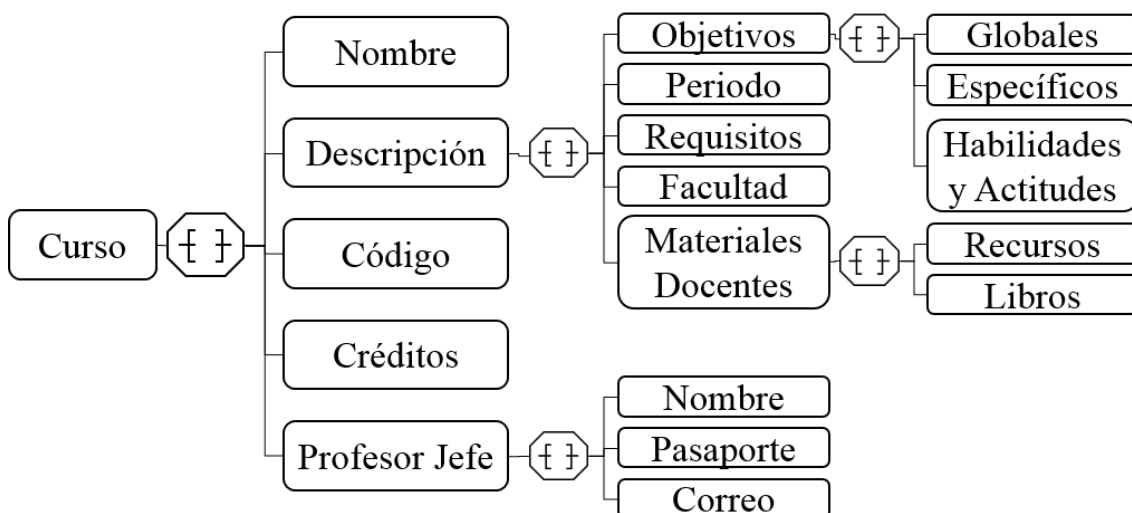 Curso
Nombre
Descripción
Código
Créditos
Profesor Jefe
Objetivos
Periodo
Requisitos
Facultad
Materiales
Docentes
Globales
Específicos
Habilidades
y Actitudes
Recursos
Libros
Nombre
Pasaporte
Correo